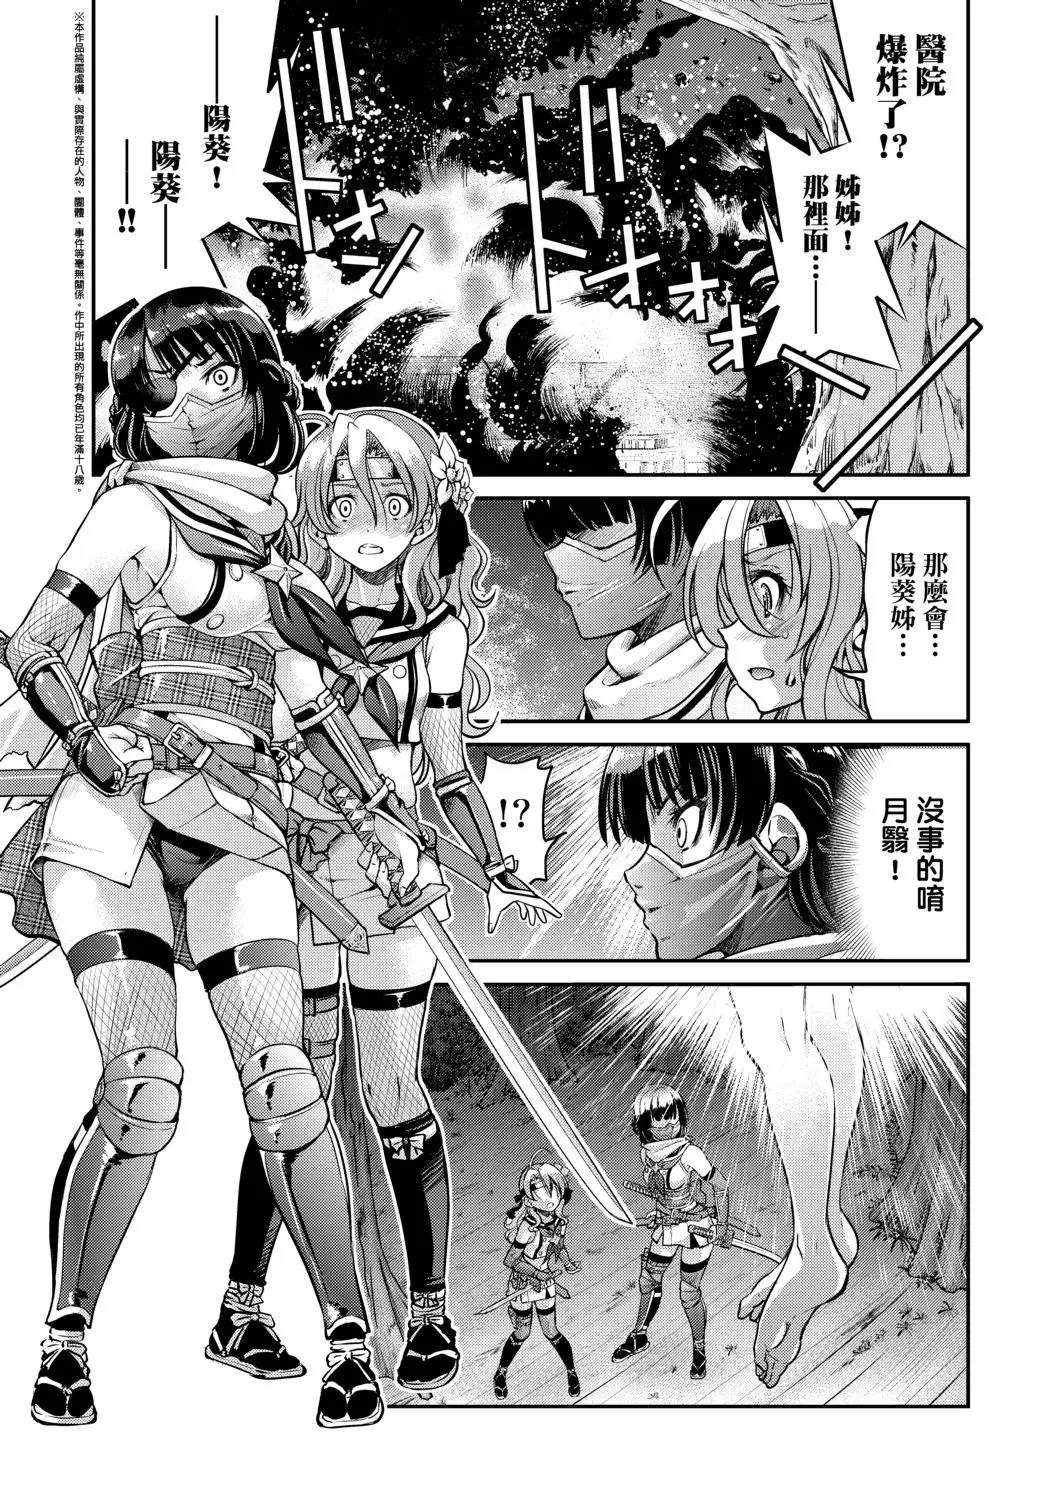 醫院
爆炸了!?
姊姊!
那裡面…——
ドドオオオオン
——陽葵!
陽葵——
——!!
※本作品純屬虛構、與實際存在的人物、團體、事件等毫無關係。作中所出現的所有角色均已年滿十八歲。
那麼會…
陽葵姊…
沒事的唷
月翳!
!?